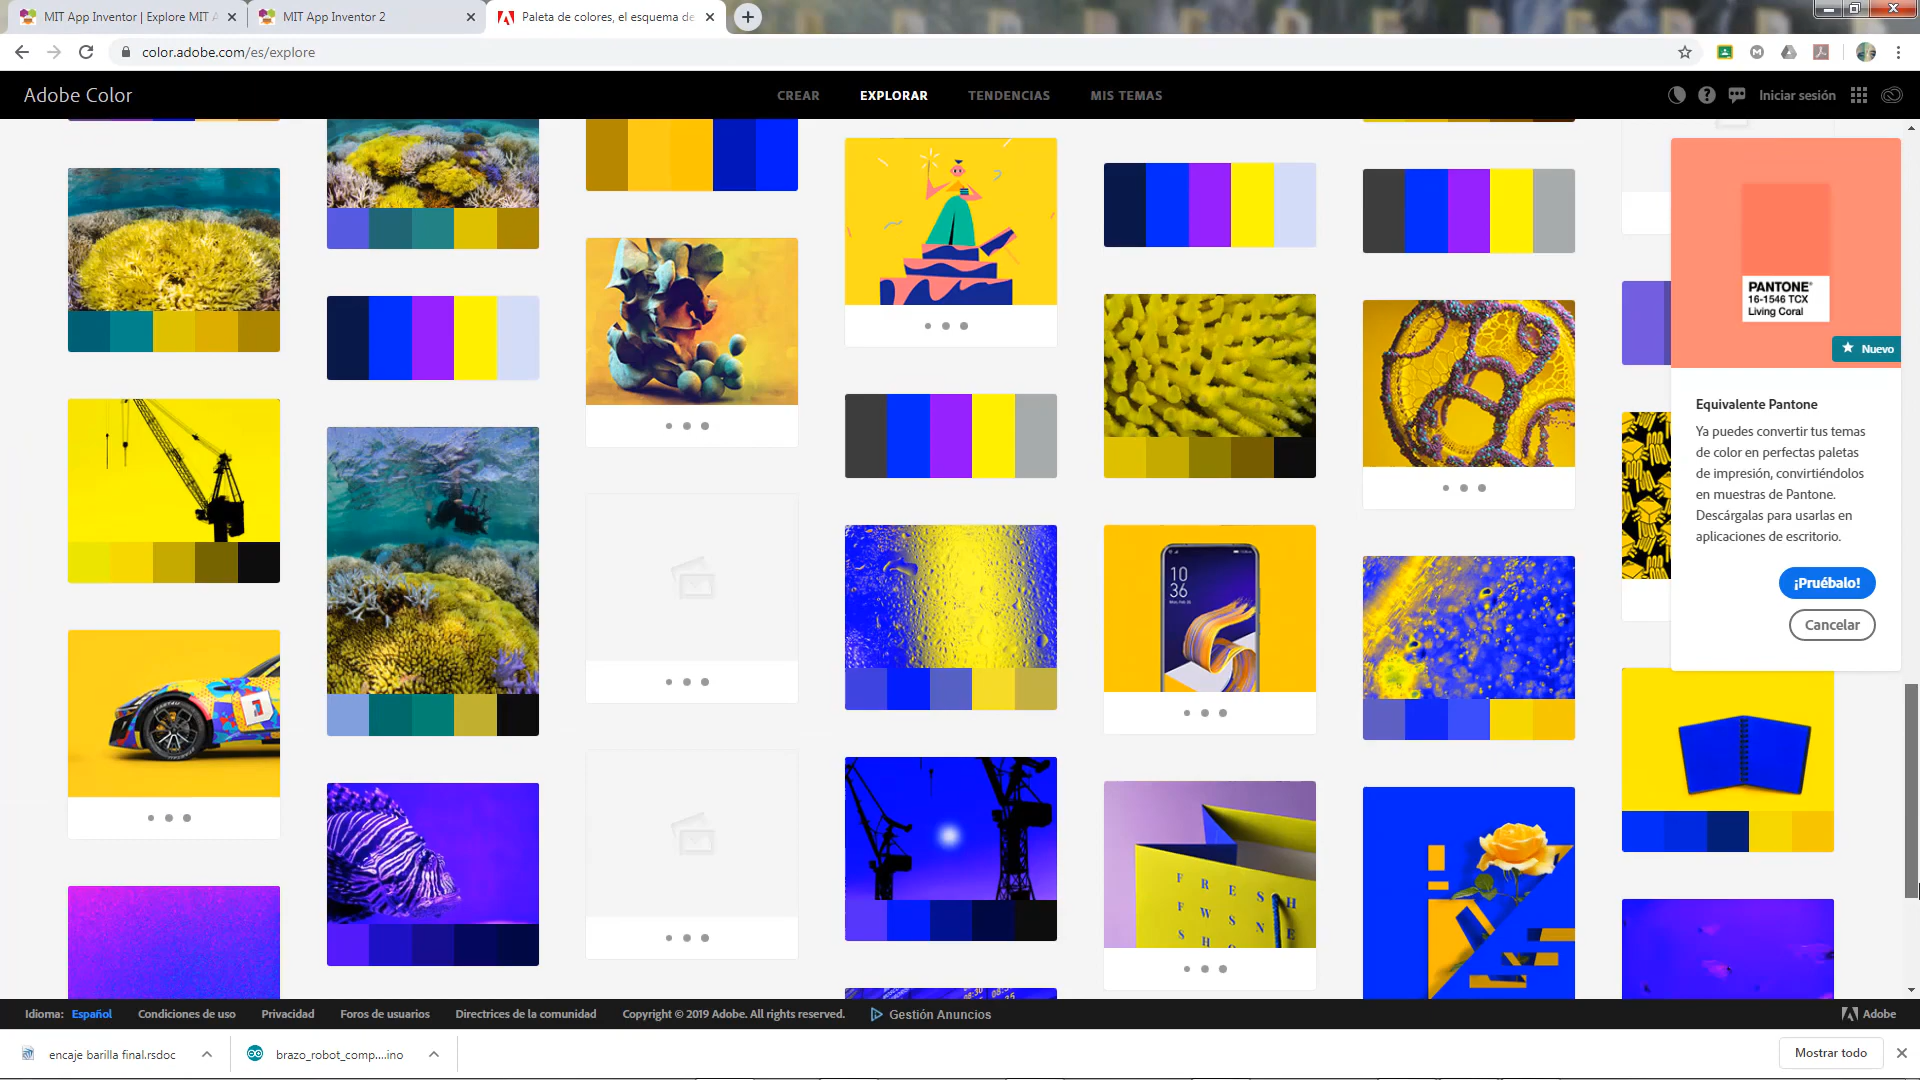 MIT App Inventor | Explore MIT A
MIT App Inventor 2
Paleta de colores, el esquema de
color.adobe.com/es/explore
Adobe Color
CREAR
EXPLORAR
TENDENCIAS
MIS TEMAS
Iniciar sesión
PANTONE®
16-1546 TCX
Living Coral
Nuevo
Equivalente Pantone
Ya puedes convertir tus temas
de color en perfectas paletas
de impresión, convirtiéndolos
en muestras de Pantone.
Descárgalas para usarlas en
aplicaciones de escritorio.
¡Pruébalo!
Cancelar
10
36
D
F R E S H
F W S N E
S H
Idioma: Español
Condiciones de uso
Privacidad
Foros de usuarios
Directrices de la comunidad
Copyright © 2019 Adobe. All rights reserved.
Gestión Anuncios
Adobe
encaje barilla final.rsdoc
brazo_robot_comp....ino
Mostrar todo